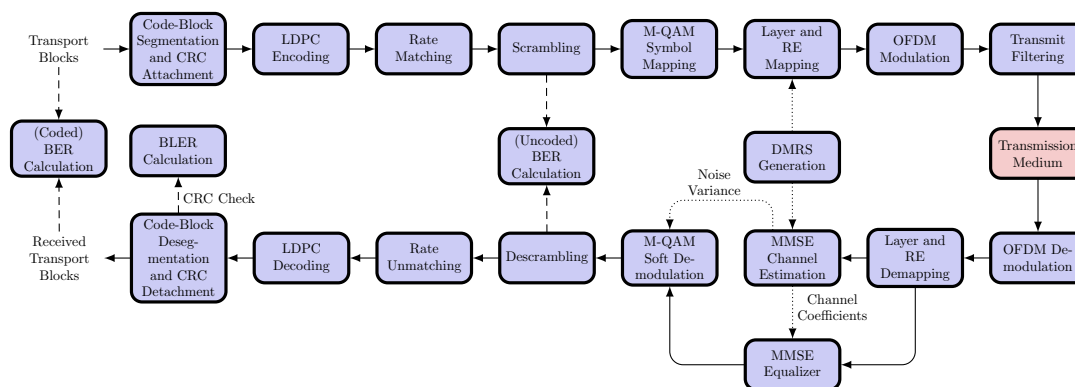 Transport
Blocks
Code-Block
Segmentation
and CRC
Attachment
LDPC
Encoding
Rate
Matching
Scrambling
M-QAM
Symbol
Mapping
Layer and
RE
Mapping
OFDM
Modulation
Transmit
Filtering
(Coded)
BER
Calculation
BLER
Calculation
(Uncoded)
BER
Calculation
DMRS
Generation
Transmission
Medium
Noise
Variance
CRC Check
Received
Transport
Blocks
Code-Block
Deseg-
mentation
and CRC
Detachment
LDPC
Decoding
Rate
Unmatching
Descrambling
M-QAM
Soft De-
modulation
MMSE
Channel
Estimation
Layer and
RE
Demapping
OFDM De-
modulation
Channel
Coefficients
MMSE
Equalizer